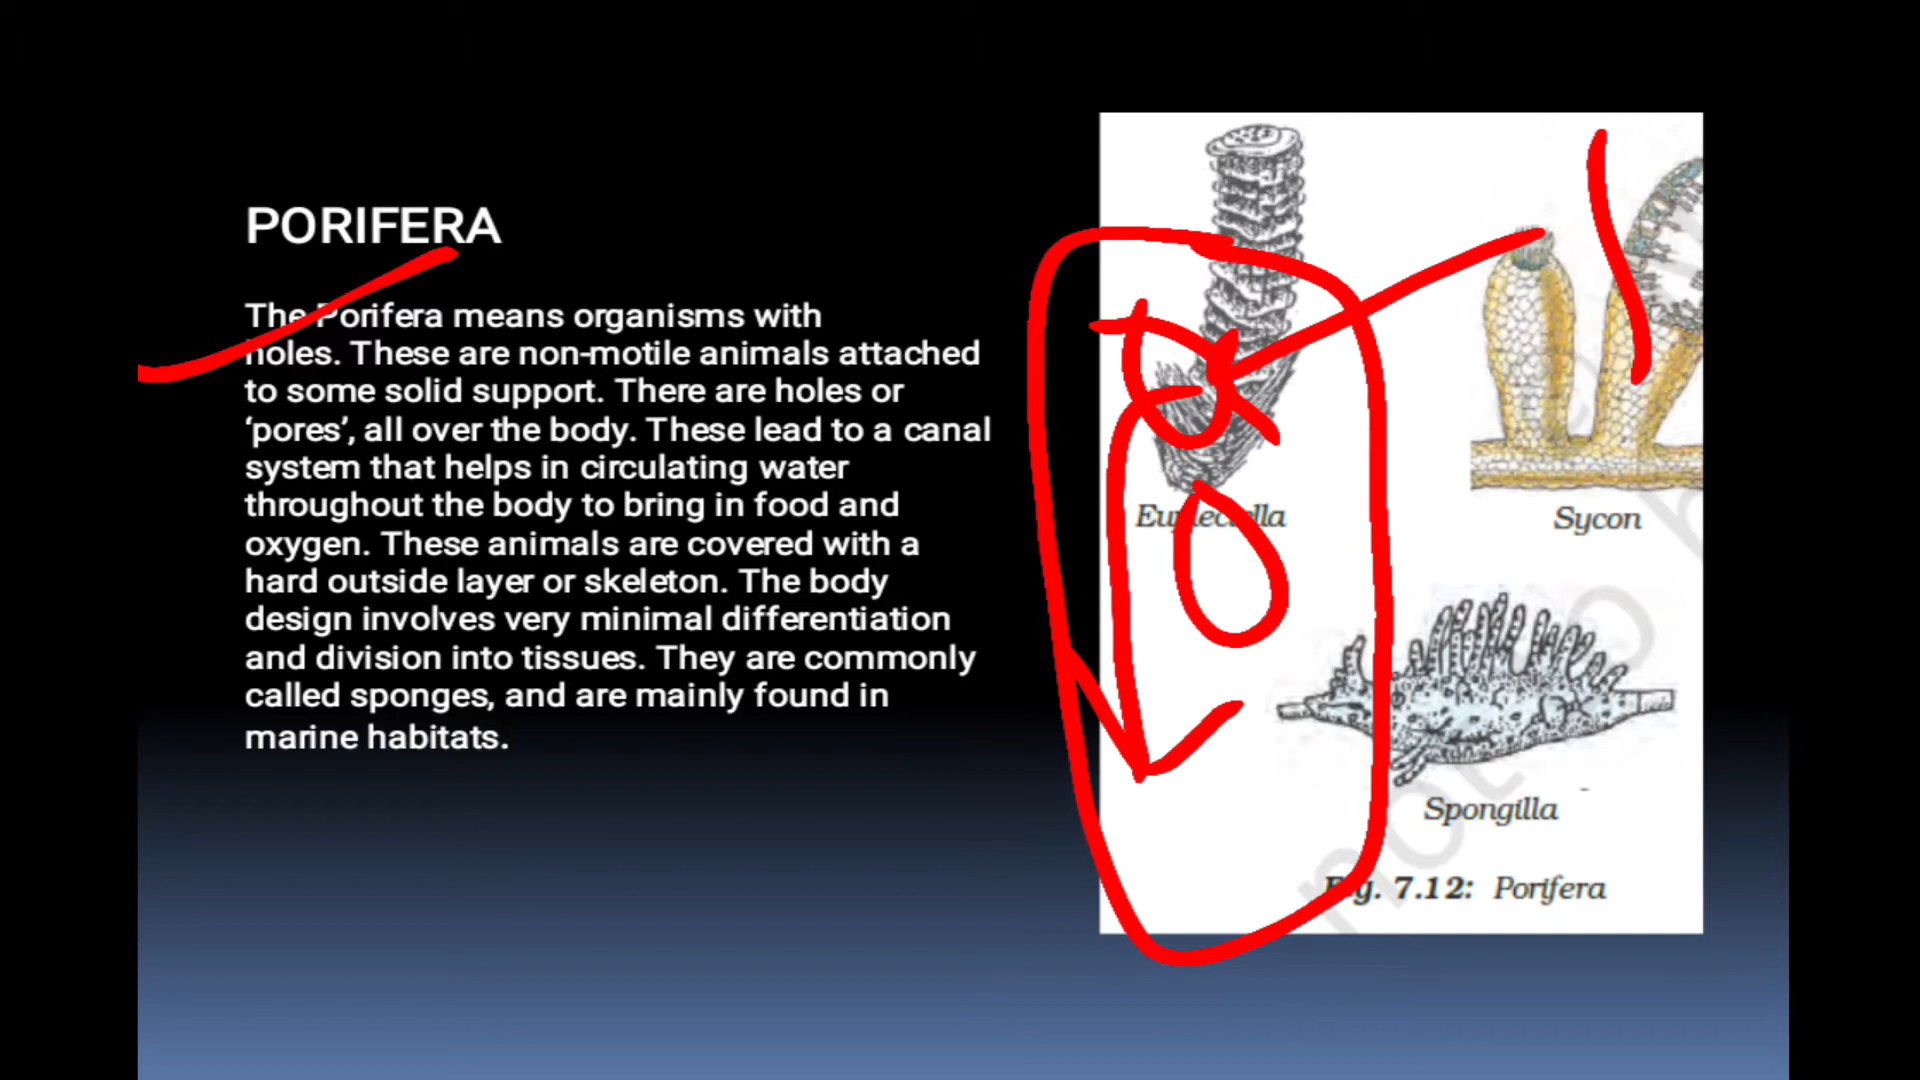 PORIFERA
The Porifera means organisms with
holes. These are non-motile animals attached
to some solid support. There are holes or
‘pores’, all over the body. These lead to a canal
system that helps in circulating water
throughout the body to bring in food and
oxygen. These animals are covered with a
hard outside layer or skeleton. The body
design involves very minimal differentiation
and division into tissues. They are commonly
called sponges, and are mainly found in
marine habitats.
Euplectella
Sycon
Spongilla
Fig. 7.12: Porifera
not to b